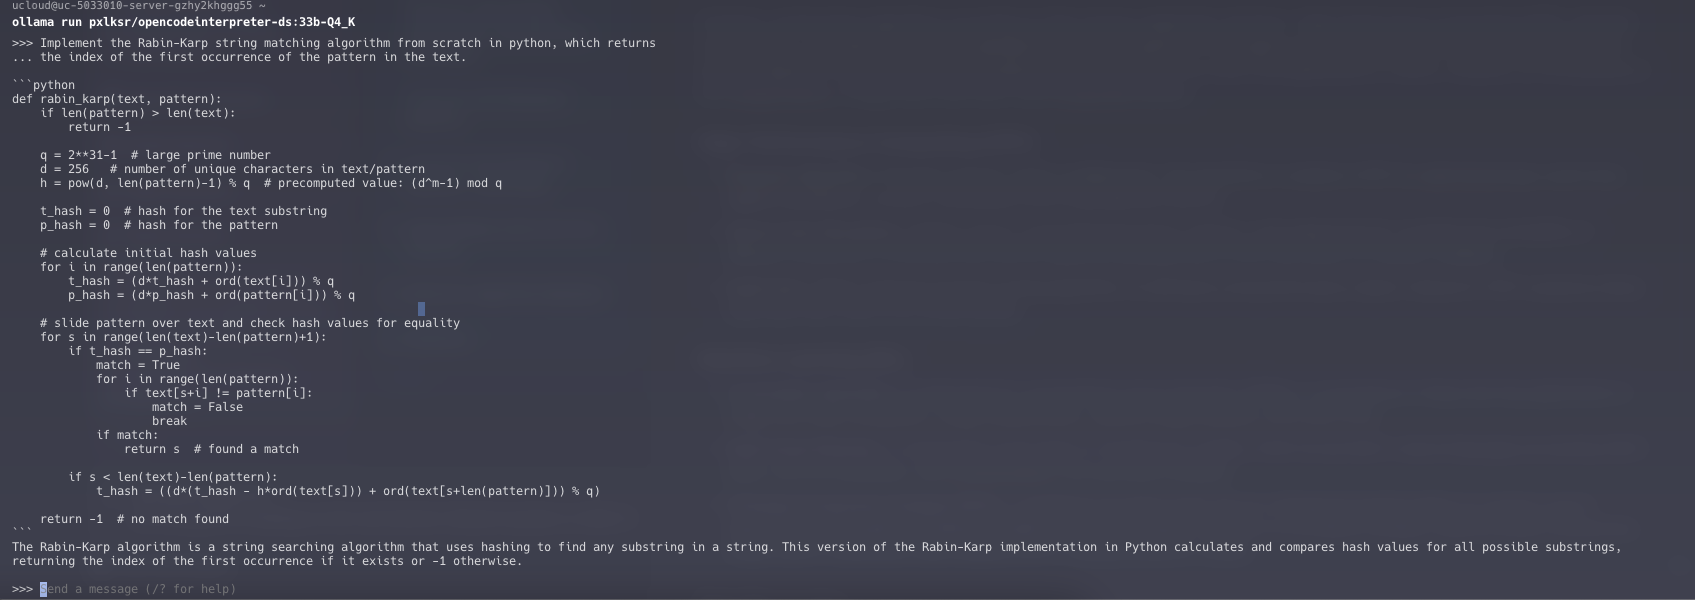 ucloud@uc-5033010-server-gzhy2khggg55 ~
ollama run pxlksr/opencodeinterpreter-ds:33b-Q4_K
>>> Implement the Rabin-Karp string matching algorithm from scratch in python, which returns
... the index of the first occurrence of the pattern in the text.

```python
def rabin_karp(text, pattern):
    if len(pattern) > len(text):
        return -1

    q = 2**31-1  # large prime number
    d = 256   # number of unique characters in text/pattern
    h = pow(d, len(pattern)-1) % q  # precomputed value: (d^m-1) mod q

    t_hash = 0  # hash for the text substring
    p_hash = 0  # hash for the pattern

    # calculate initial hash values
    for i in range(len(pattern)):
        t_hash = (d*t_hash + ord(text[i])) % q
        p_hash = (d*p_hash + ord(pattern[i])) % q

    # slide pattern over text and check hash values for equality
    for s in range(len(text)-len(pattern)+1):
        if t_hash == p_hash:
            match = True
            for i in range(len(pattern)):
                if text[s+i] != pattern[i]:
                    match = False
                    break
            if match:
                return s  # found a match

        if s < len(text)-len(pattern):
            t_hash = ((d*(t_hash - h*ord(text[s])) + ord(text[s+len(pattern)])) % q)

    return -1  # no match found
```
The Rabin-Karp algorithm is a string searching algorithm that uses hashing to find any substring in a string. This version of the Rabin-Karp implementation in Python calculates and compares hash values for all possible substrings,
returning the index of the first occurrence if it exists or -1 otherwise.

>>> Send a message (/? for help)